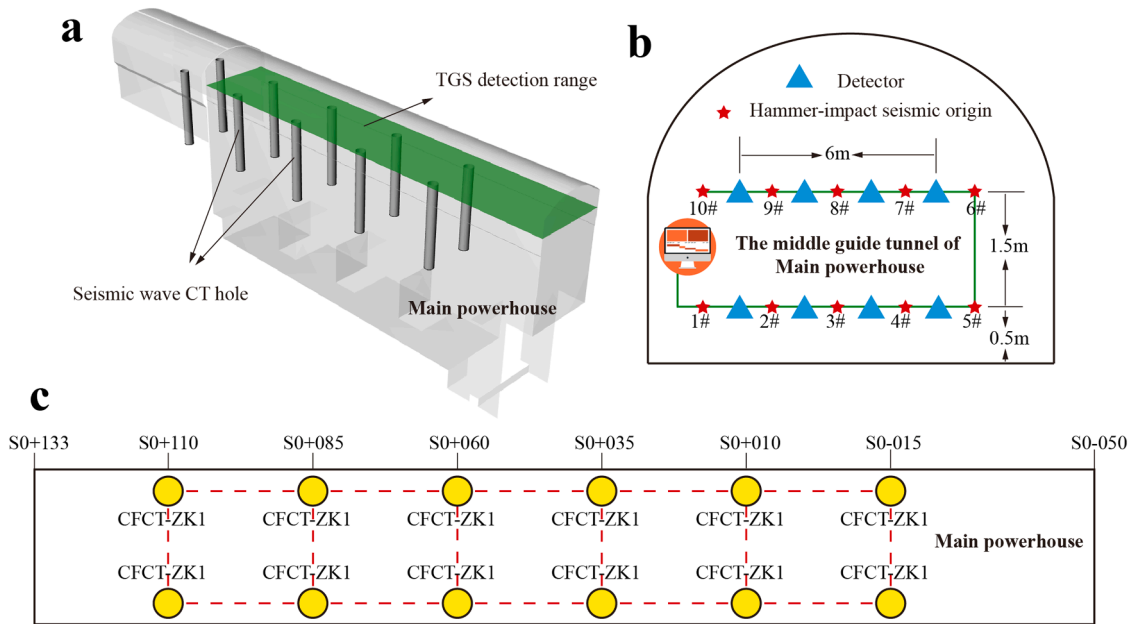 a
TGS detection range
Seismic wave CT hole
Main powerhouse
b
Detector
Hammer-impact seismic origin
6m
10# 9# 8# 7# 6#
The middle guide tunnel of
Main powerhouse
1.5m
1# 2# 3# 4# 5#
0.5m
c
S0+133 S0+110 S0+085 S0+060 S0+035 S0+010 S0-015 S0-050
CFCT-ZK1 CFCT-ZK1 CFCT-ZK1 CFCT-ZK1 CFCT-ZK1 CFCT-ZK1
Main powerhouse
CFCT-ZK1 CFCT-ZK1 CFCT-ZK1 CFCT-ZK1 CFCT-ZK1 CFCT-ZK1